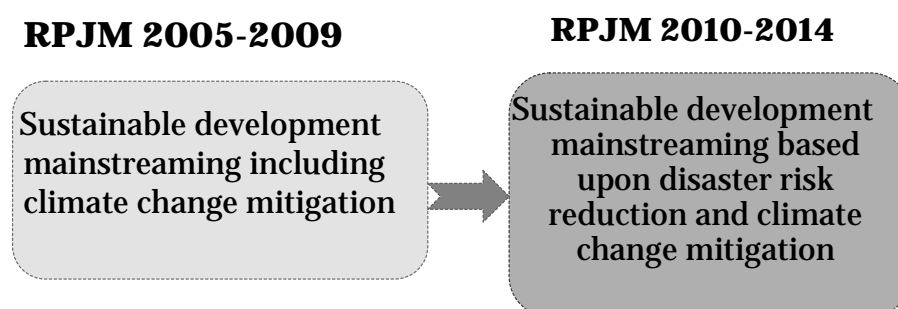 RPJM 2005-2009
Sustainable development
mainstreaming including
climate change mitigation
RPJM 2010-2014
Sustainable development
mainstreaming based
upon disaster risk
reduction and climate
change mitigation